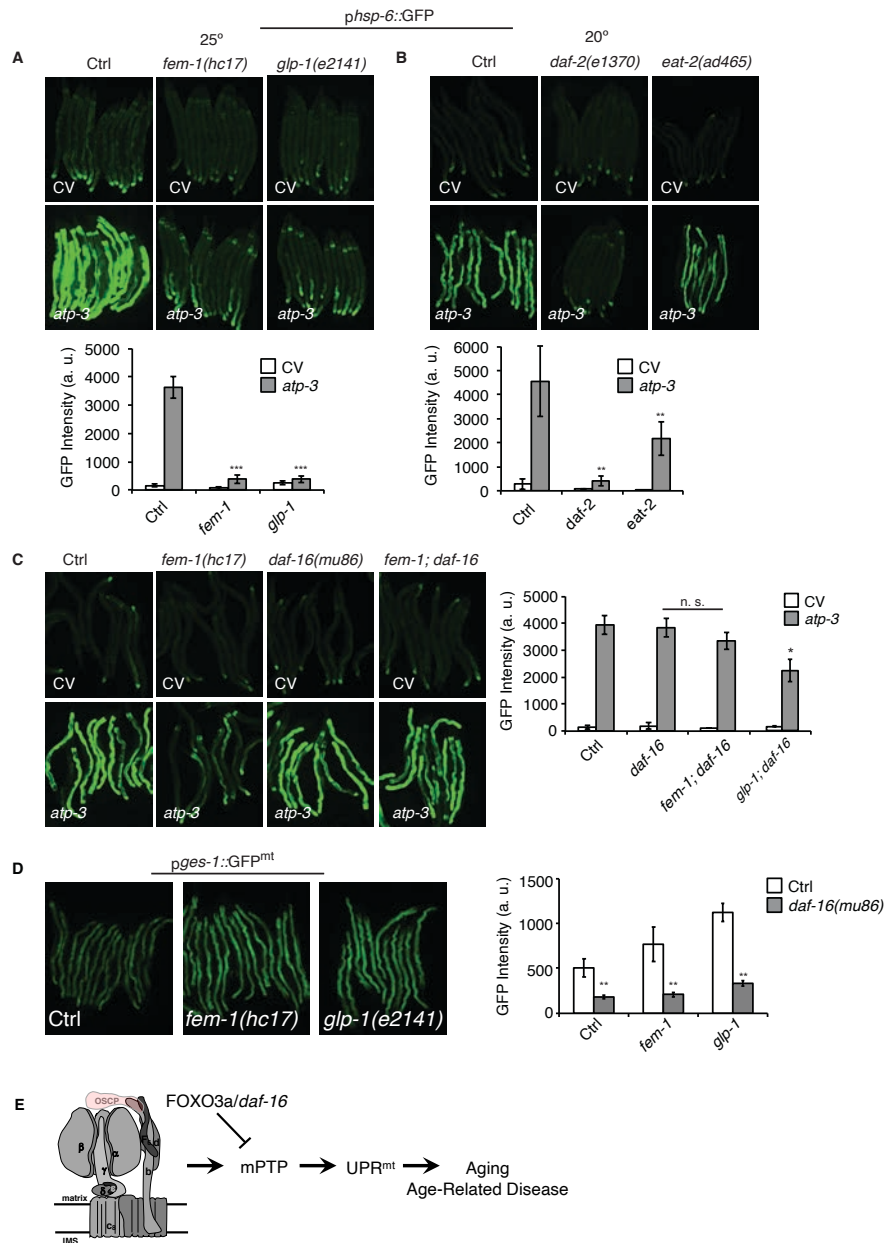 phsp-6::GFP
25º
20º
A
Ctrl
fem-1(hc17)
glp-1(e2141)
CV
CV
CV
atp-3
atp-3
atp-3
GFP Intensity (a. u.)
5000
4000
3000
2000
1000
0
CV
atp-3
***
***
Ctrl
fem-1
glp-1
B
Ctrl
daf-2(e1370)
eat-2(ad465)
CV
CV
CV
atp-3
atp-3
atp-3
GFP Intensity (a. u.)
6000
5000
4000
3000
2000
1000
0
CV
atp-3
**
**
Ctrl
daf-2
eat-2
C
Ctrl
fem-1(hc17)
daf-16(mu86)
fem-1; daf-16
CV
CV
CV
CV
atp-3
atp-3
atp-3
atp-3
GFP Intensity (a. u.)
5000
4000
3000
2000
1000
0
n. s.
CV
atp-3
*
Ctrl
daf-16
fem-1; daf-16
glp-1; daf-16
D
pges-1::GFPmt
Ctrl
fem-1(hc17)
glp-1(e2141)
GFP Intensity (a. u.)
1500
1000
500
0
Ctrl
daf-16(mu86)
**
**
**
Ctrl
fem-1
glp-1
E
OSCP
β
α
γ
d
b
δ
matrix
IMS
FOXO3a/daf-16
mPTP
UPRmt
Aging
Age-Related Disease